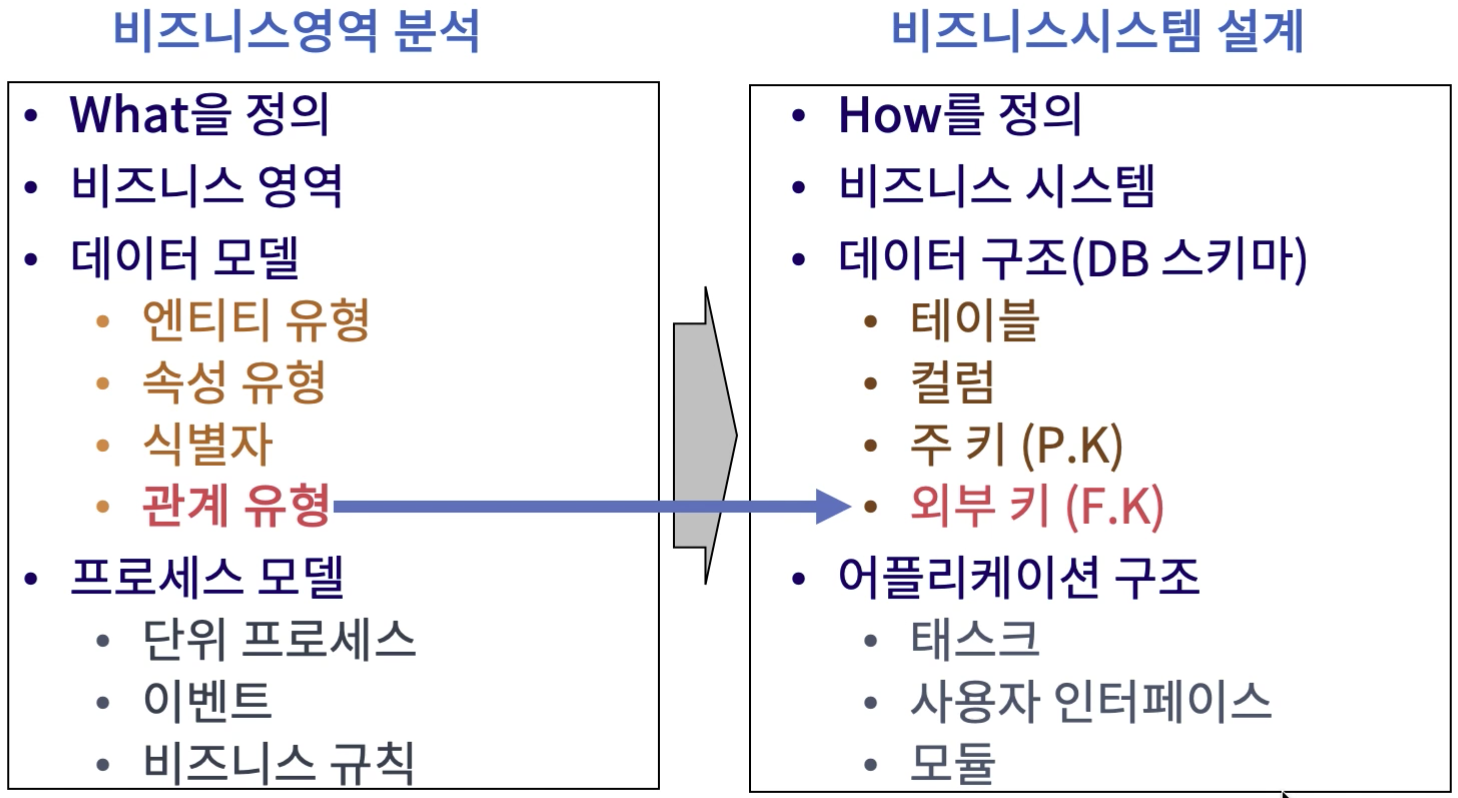 비즈니스영역 분석
• What을 정의
• 비즈니스 영역
• 데이터 모델
• 엔티티 유형
• 속성 유형
• 식별자
• 관계 유형
• 프로세스 모델
• 단위 프로세스
• 이벤트
• 비즈니스 규칙
비즈니스시스템 설계
• How를 정의
• 비즈니스 시스템
• 데이터 구조(DB 스키마)
• 테이블
• 컬럼
• 주 키 (P.K)
• 외부 키 (F.K)
• 어플리케이션 구조
• 태스크
• 사용자 인터페이스
• 모듈